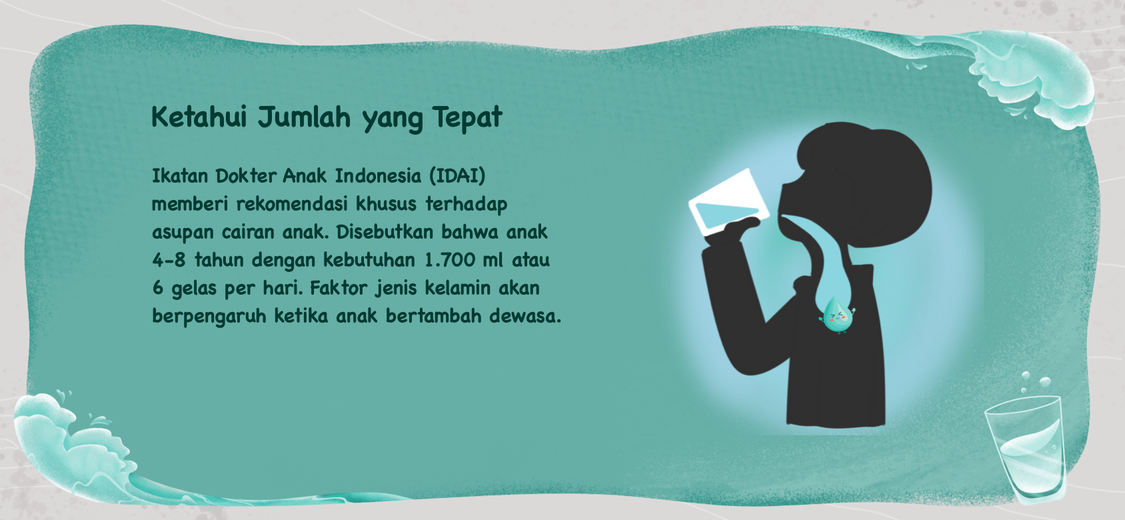 Ketahui Jumlah yang Tepat
Ikatan Dokter Anak Indonesia (IDAI)
memberi rekomendasi khusus terhadap
asupan cairan anak. Disebutkan bahwa anak
4-8 tahun dengan kebutuhan 1.700 ml atau
6 gelas per hari. Faktor jenis kelamin akan
berpengaruh ketika anak bertambah dewasa.